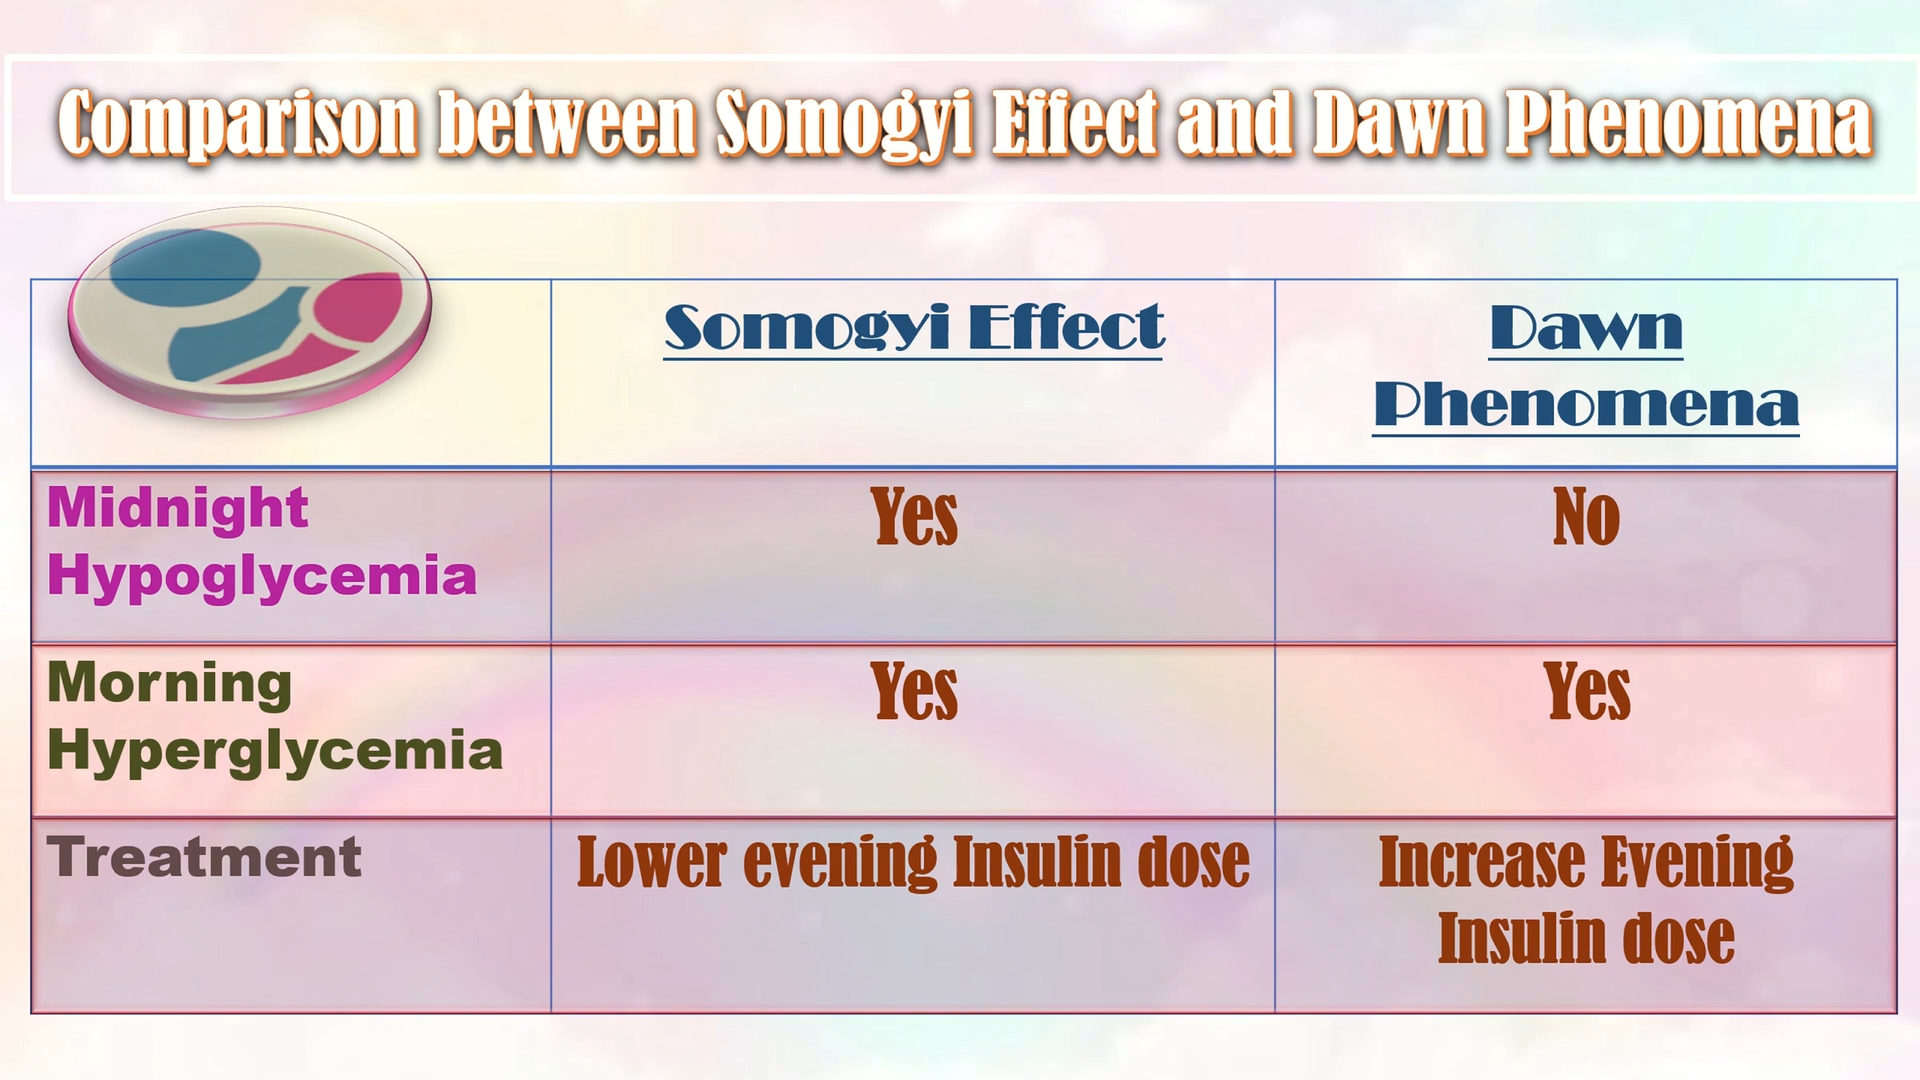 Comparison between Somogyi Effect and Dawn Phenomena
Somogyi Effect
Dawn
Phenomena
Midnight
Hypoglycemia
Yes
No
Morning
Hyperglycemia
Yes
Yes
Treatment
Lower evening Insulin dose
Increase Evening
Insulin dose